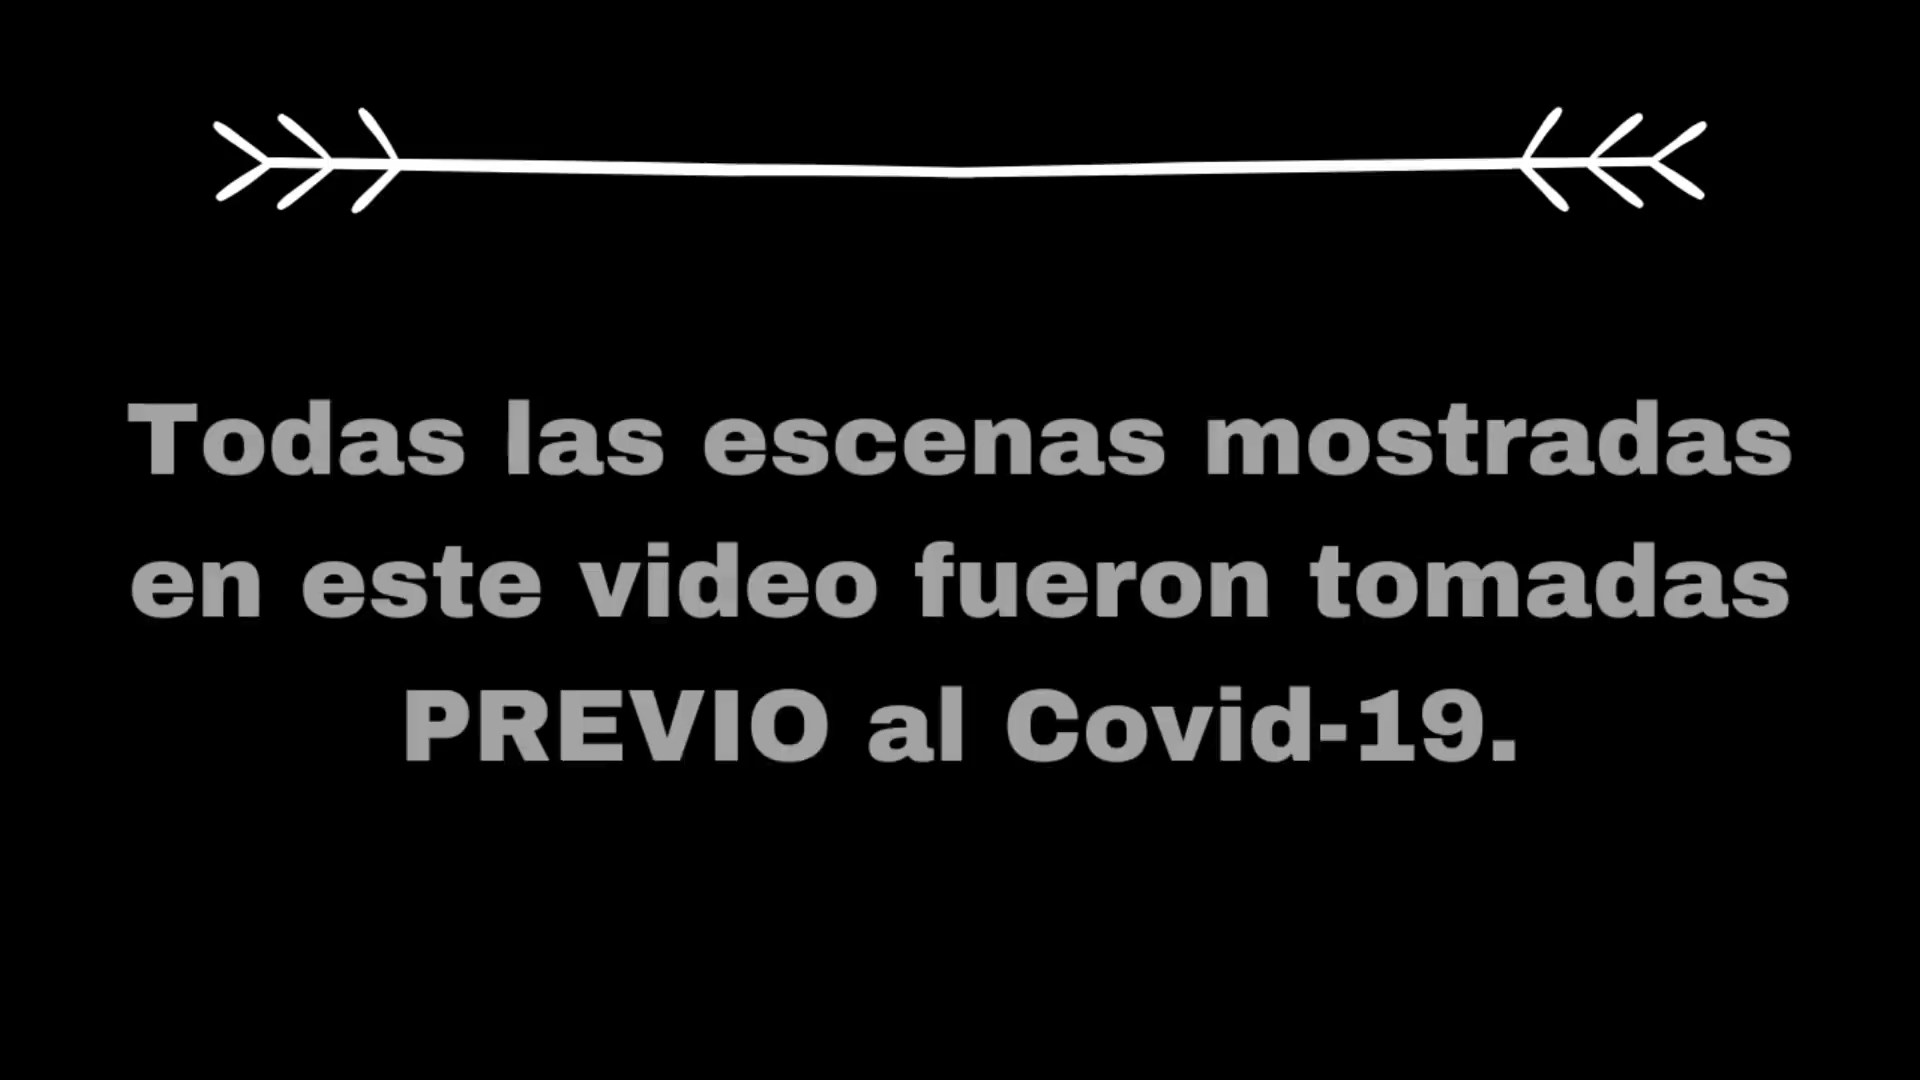 Todas las escenas mostradas
en este video fueron tomadas
PREVIO al Covid-19.